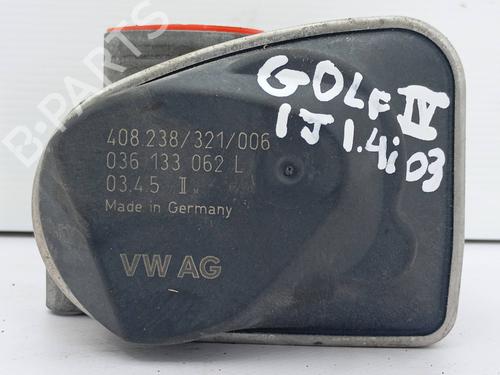 B-PARTS
GOLF IV
1J 1.4i 03
408.238/321/006
036 133 062 L
03.45 II
Made in Germany
VW AG